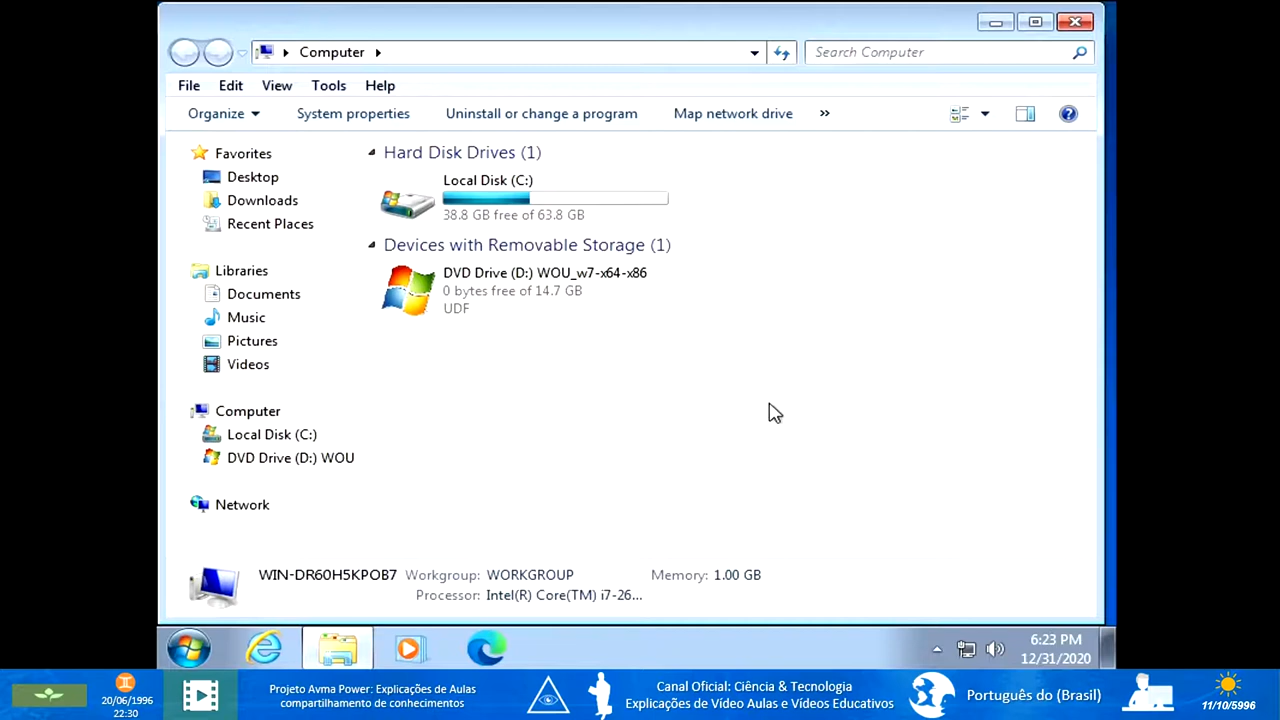 Computer
Search Computer
File Edit View Tools Help
Organize System properties Uninstall or change a program Map network drive »
Favorites
Desktop
Downloads
Recent Places
Libraries
Documents
Music
Pictures
Videos
Computer
Local Disk (C:)
DVD Drive (D:) WOU
Network
Hard Disk Drives (1)
Local Disk (C:)
38.8 GB free of 63.8 GB
Devices with Removable Storage (1)
DVD Drive (D:) WOU_w7-x64-x86
0 bytes free of 14.7 GB
UDF
WIN-DR60H5KPOB7 Workgroup: WORKGROUP Memory: 1.00 GB
Processor: Intel(R) Core(TM) i7-26...
6:23 PM
12/31/2020
20/06/1996
22:30
Projeto Avma Power: Explicações de Aulas
compartilhamento de conhecimentos
Canal Oficial: Ciência & Tecnologia
Explicações de Vídeo Aulas e Vídeos Educativos
Português do (Brasil)
11/10/5996